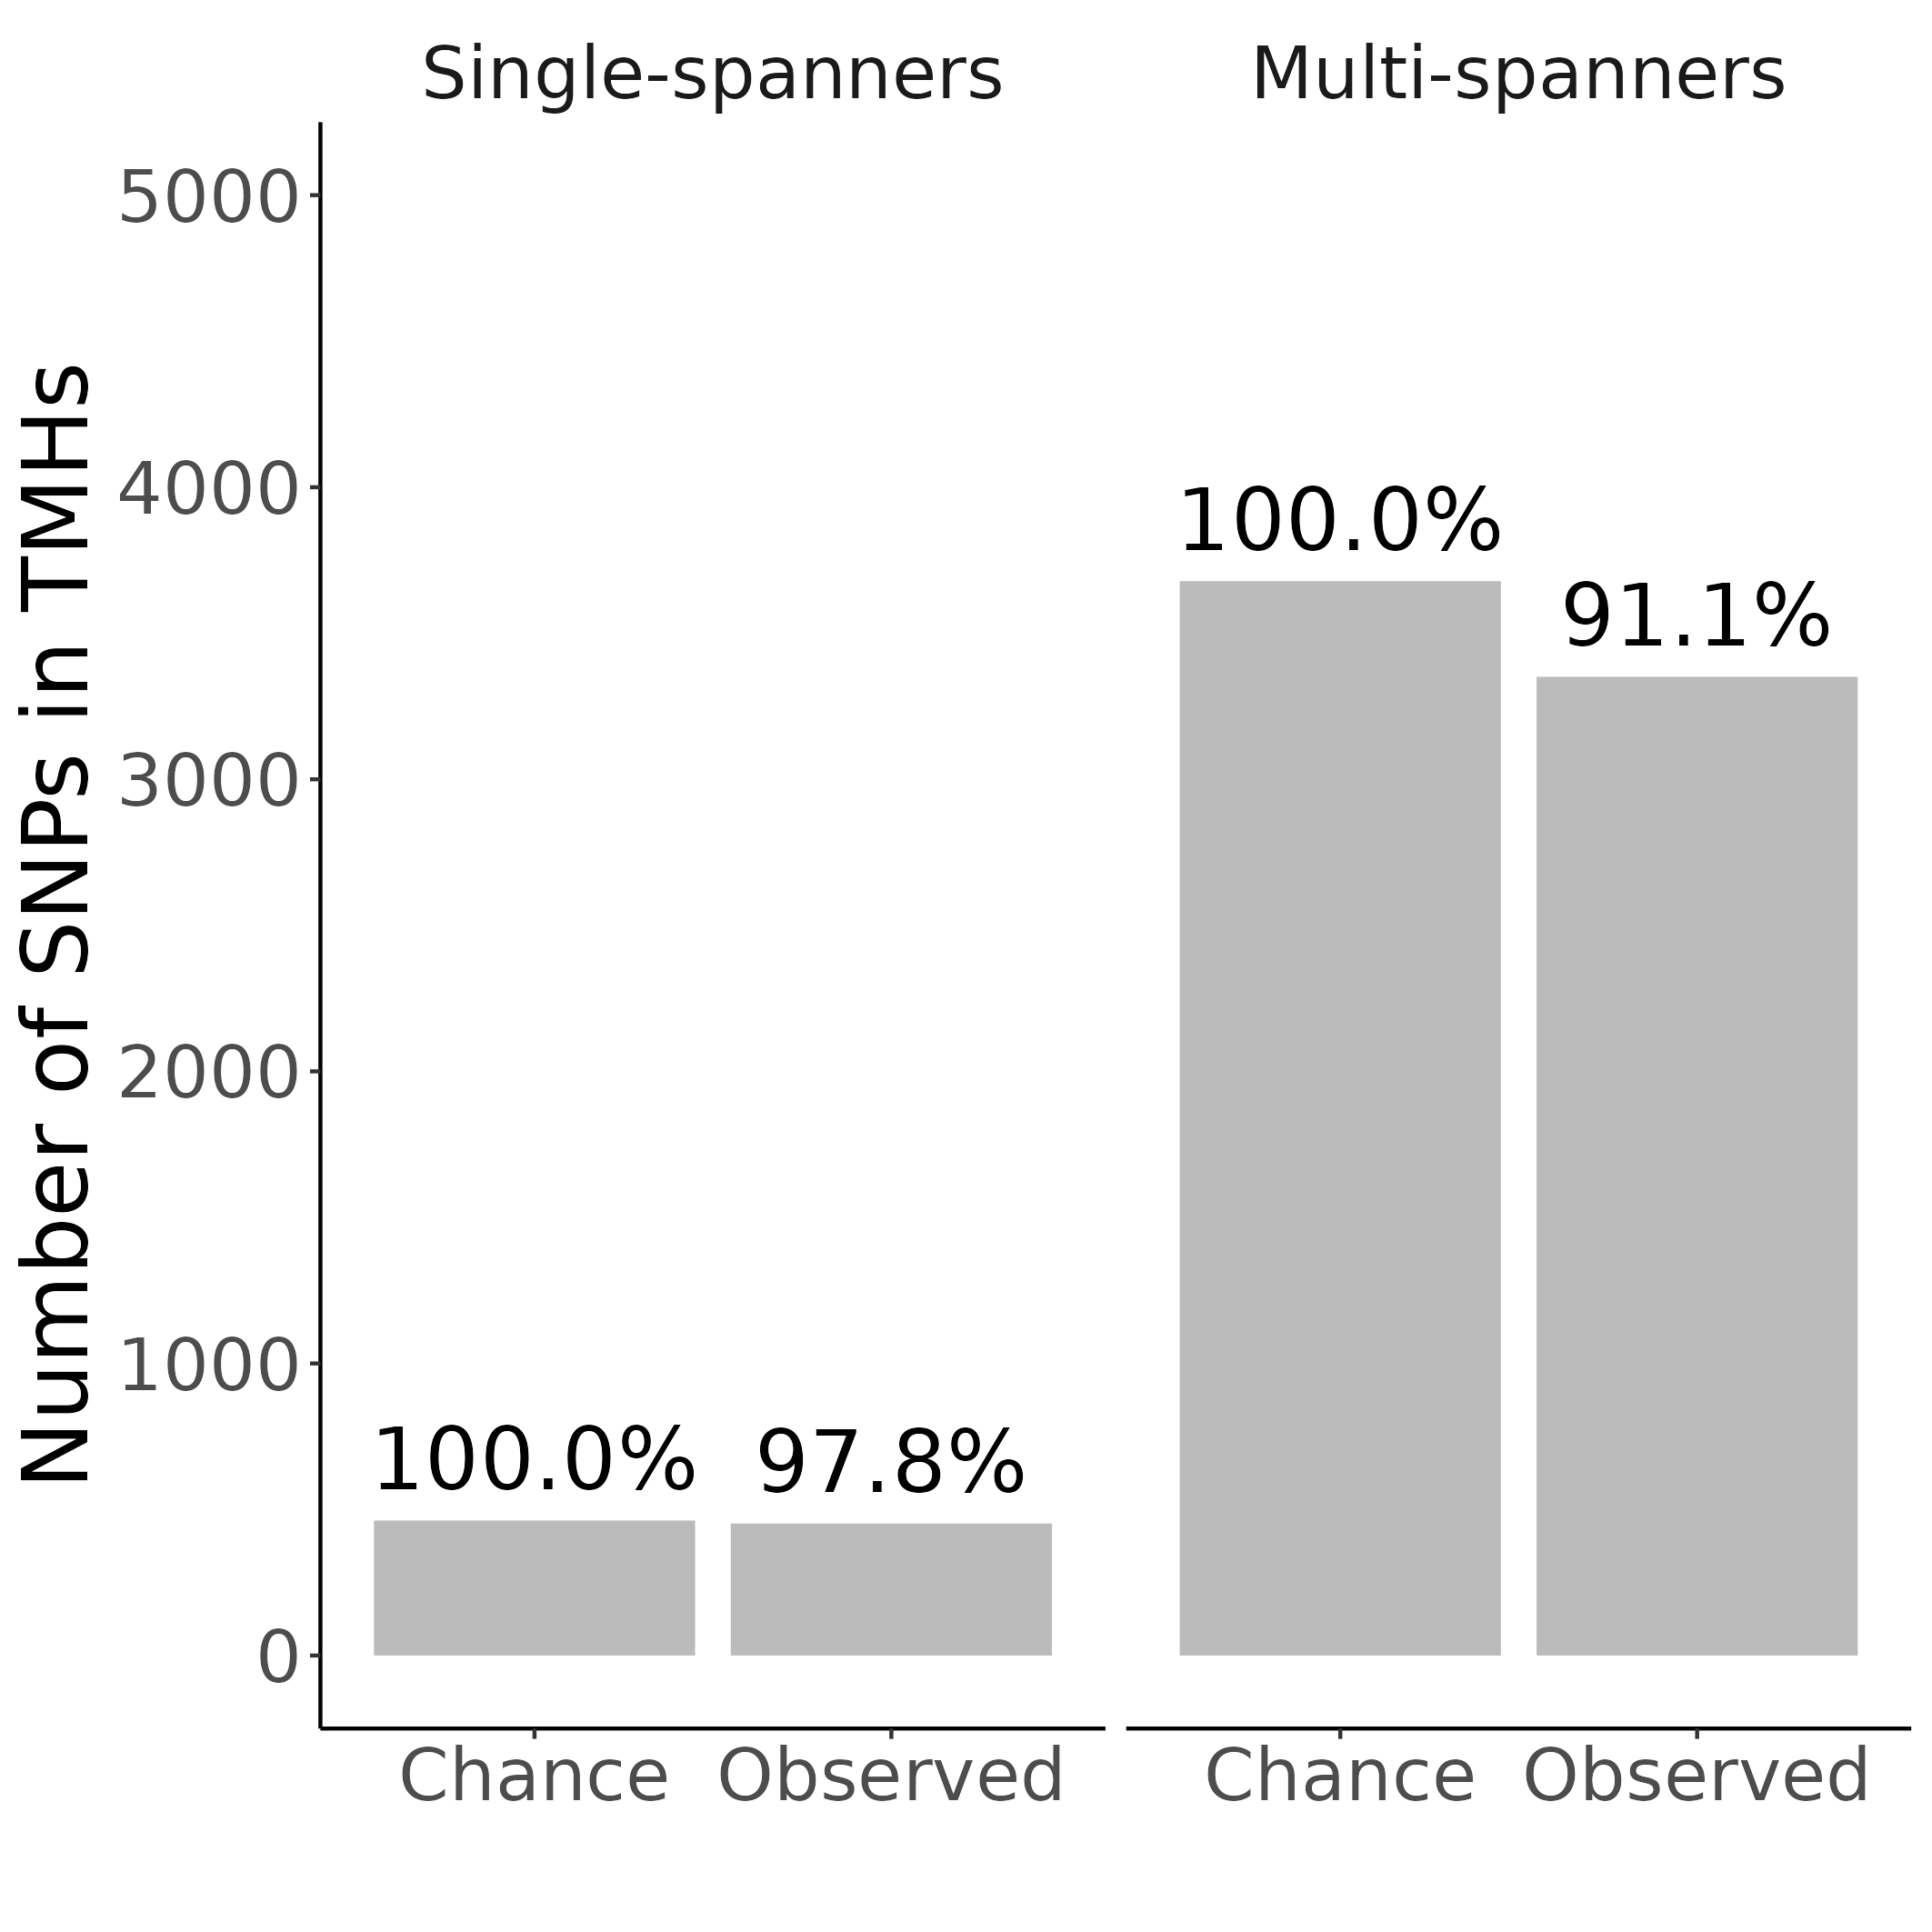 Single-spanners
Multi-spanners
Number of SNPs in TMHs
5000
4000
3000
2000
1000
0
100.0%
97.8%
100.0%
91.1%
Chance
Observed
Chance
Observed